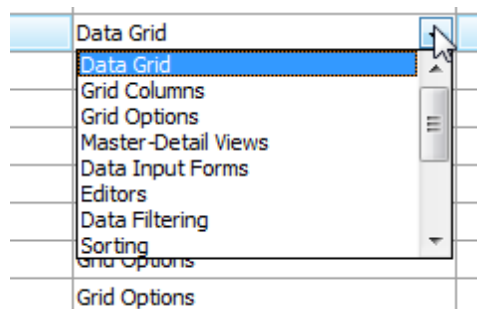 Data Grid
Data Grid
Grid Columns
Grid Options
Master-Detail Views
Data Input Forms
Editors
Data Filtering
Sorting
Grid Options
Grid Options